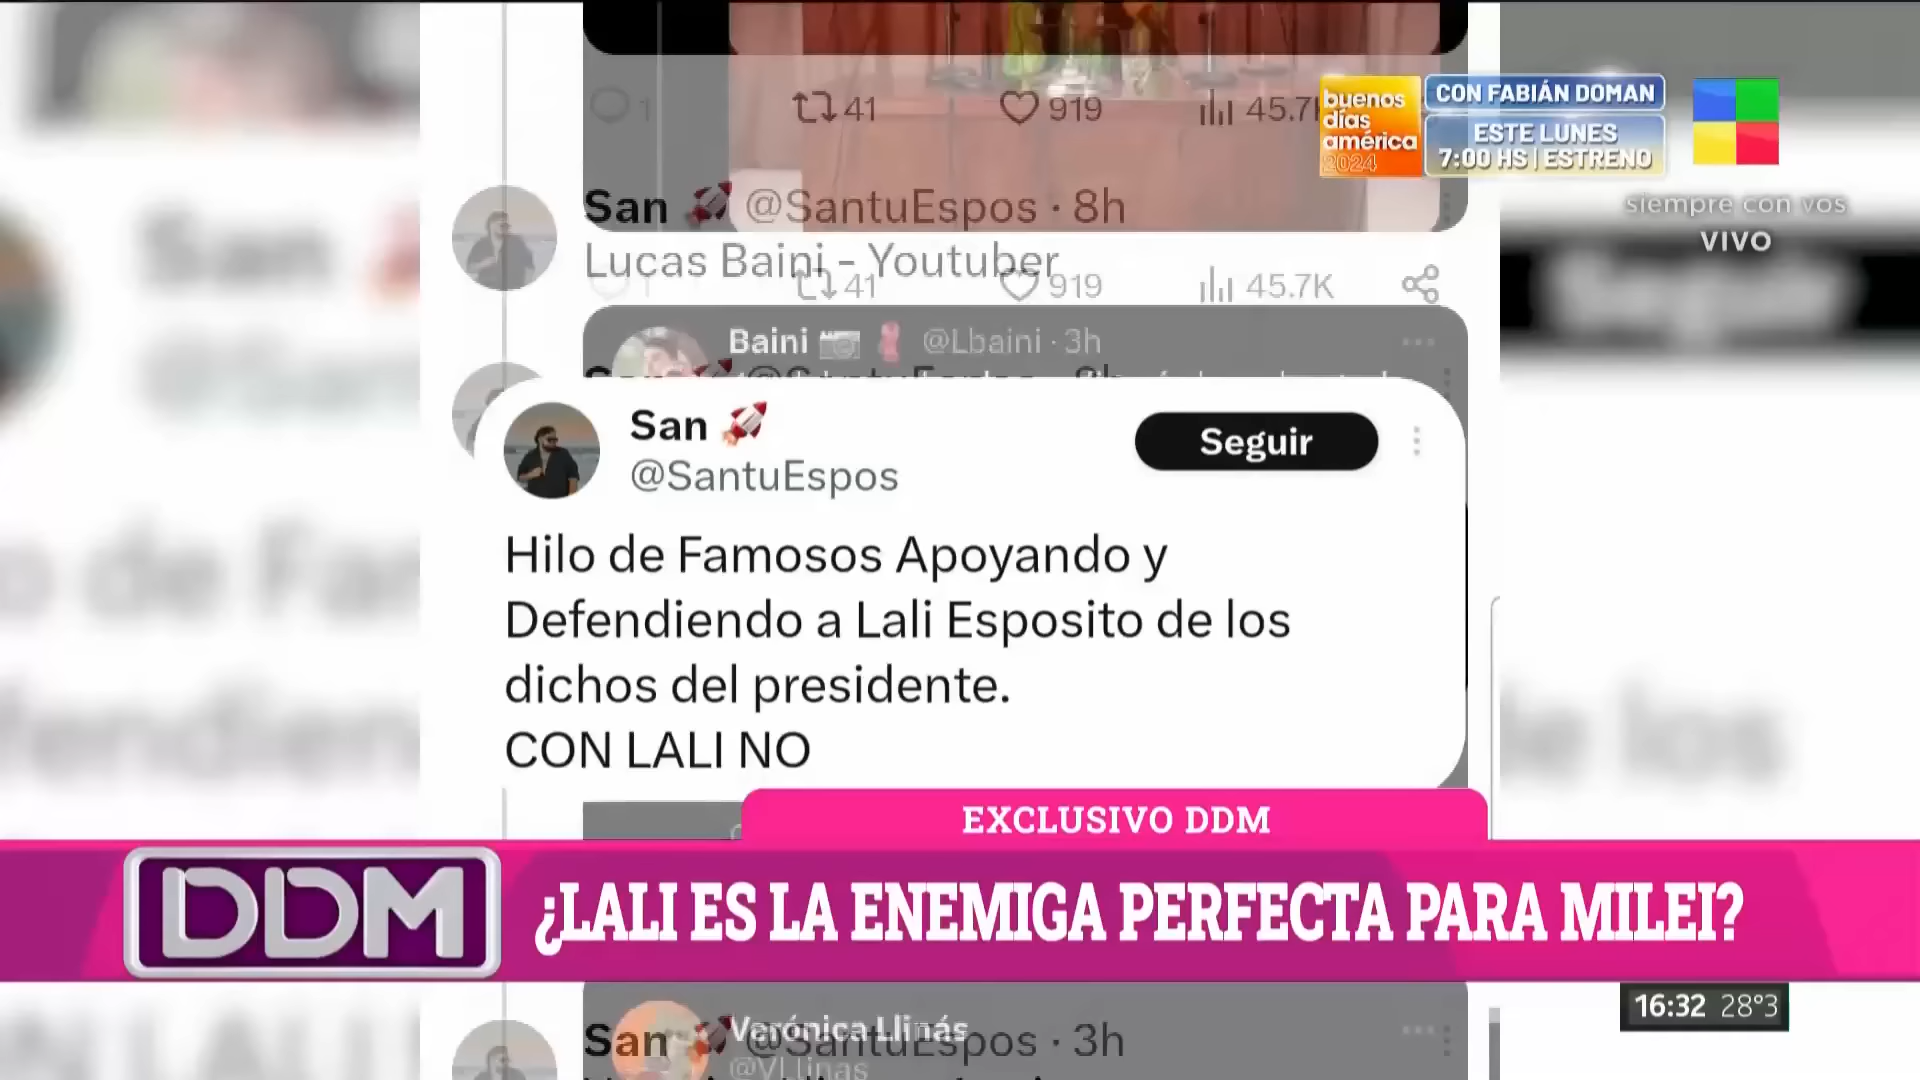 1 41 919 45.7K
buenos
días
américa
2024
CON FABIÁN DOMAN
ESTE LUNES
7:00 HS | ESTRENO
siempre con vos
VIVO
San @SantuEspos · 8h
Lucas Baini - Youtuber
1 41 919 45.7K
Baini @Lbaini · 3h
San @SantuEspos · 8h
San
@SantuEspos
Seguir
Hilo de Famosos Apoyando y
Defendiendo a Lali Esposito de los
dichos del presidente.
CON LALI NO
EXCLUSIVO DDM
DDM
¿LALI ES LA ENEMIGA PERFECTA PARA MILEI?
16:32 28°3
Verónica Llinás
San @SantuEspos · 3h
@VLlinas